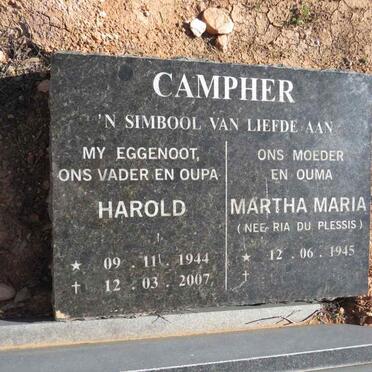 CAMPHER
'N SIMBOOL VAN LIEFDE AAN
MY EGGENOOT,
ONS VADER EN OUPA
HAROLD
★ 09 . 11 . 1944
✝ 12 . 03 . 2007
ONS MOEDER
EN OUMA
MARTHA MARIA
( NEE RIA DU PLESSIS )
★ 12 . 06 . 1945
✝